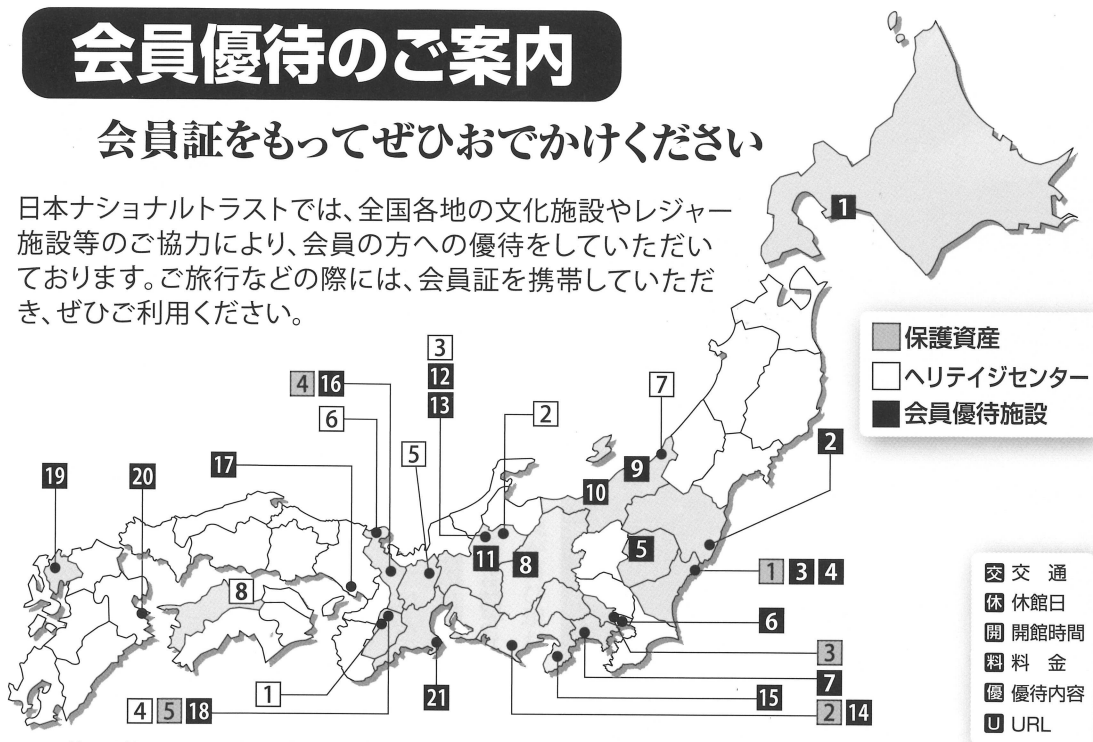 会員優待のご案内
会員証をもってぜひおでかけください
日本ナショナルトラストでは、全国各地の文化施設やレジャー
施設等のご協力により、会員の方への優待をしていただい
ております。ご旅行などの際には、会員証を携帯していただ
き、ぜひご利用ください。
1
保護資産
ヘリテイジセンター
会員優待施設
3
12
13
4 16
6
5
2
7
9
10
2
19
20
17
11
8
5
8
1 3 4
6
3
7
15
2 14
1
4 5 18
21
交 交 通
休 休館日
開 開館時間
料 料 金
優 優待内容
U URL